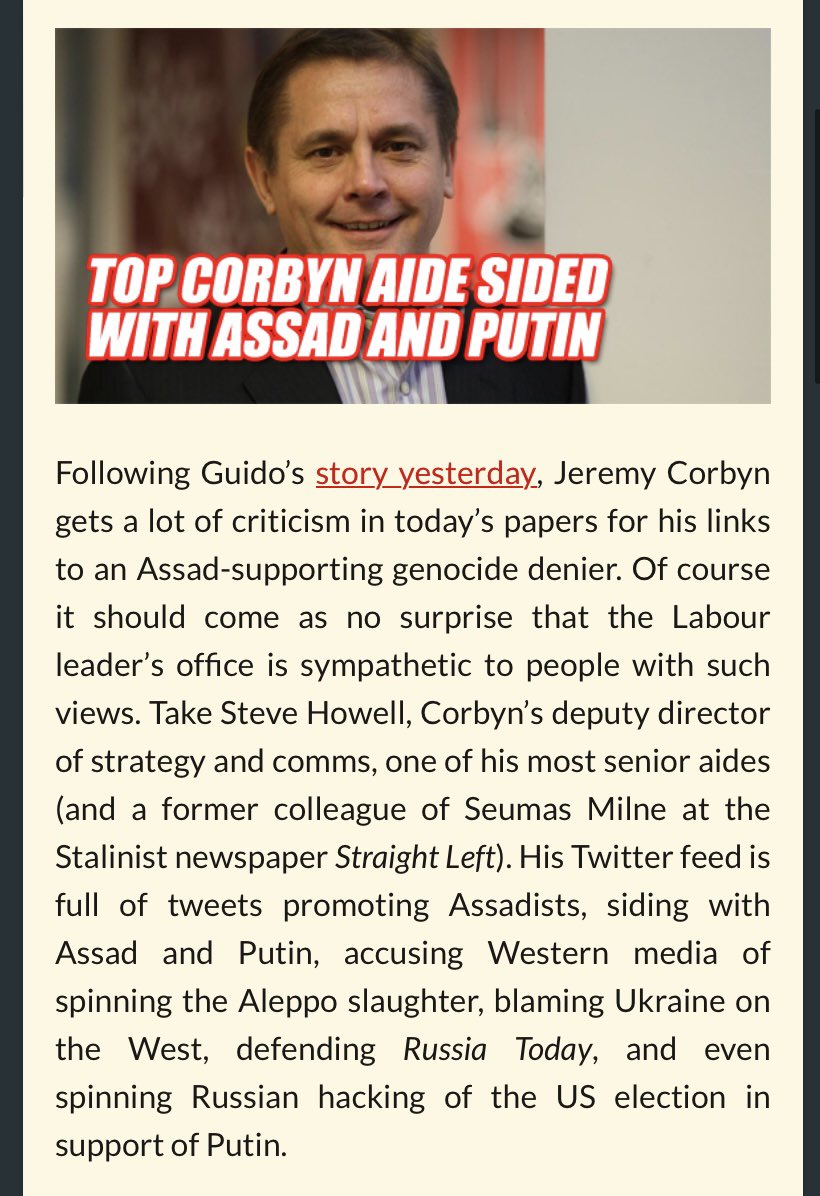 TOP CORBYN AIDE SIDED
WITH ASSAD AND PUTIN
Following Guido’s story yesterday, Jeremy Corbyn
gets a lot of criticism in today’s papers for his links
to an Assad-supporting genocide denier. Of course
it should come as no surprise that the Labour
leader’s office is sympathetic to people with such
views. Take Steve Howell, Corbyn’s deputy director
of strategy and comms, one of his most senior aides
(and a former colleague of Seumas Milne at the
Stalinist newspaper Straight Left). His Twitter feed is
full of tweets promoting Assadists, siding with
Assad and Putin, accusing Western media of
spinning the Aleppo slaughter, blaming Ukraine on
the West, defending Russia Today, and even
spinning Russian hacking of the US election in
support of Putin.